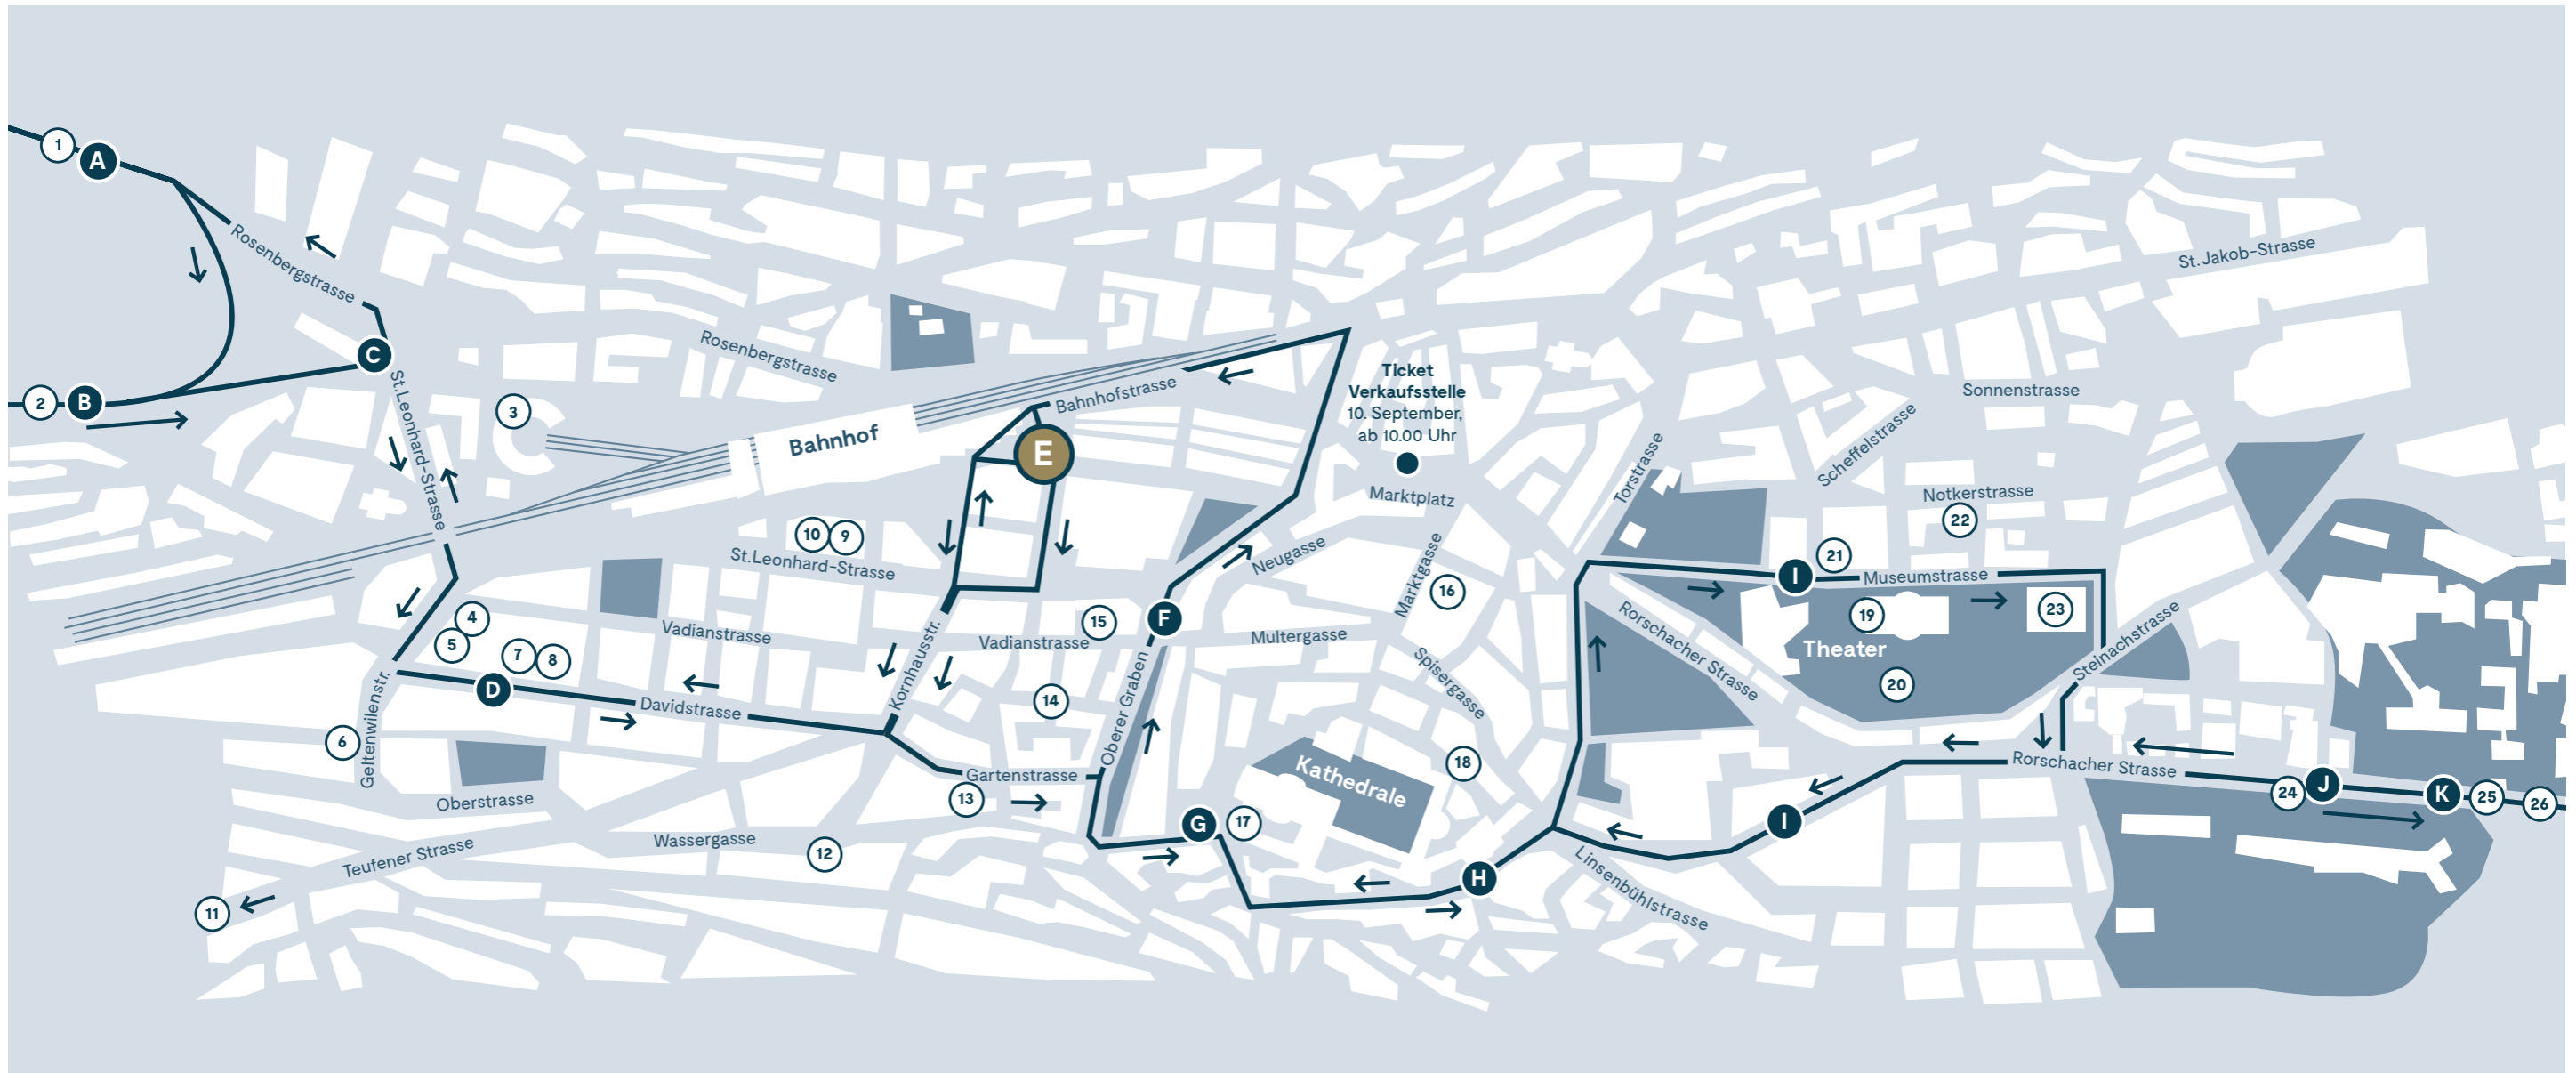 1
A
Rosenbergstrasse
St.Jakob-Strasse
C
2
B
3
St.Leonhard-Strasse
Rosenbergstrasse
Bahnhof
Bahnhofstrasse
E
Ticket
Verkaufsstelle
10. September,
ab 10.00 Uhr
Marktplatz
Sonnenstrasse
Scheffelstrasse
Torstrasse
Notkerstrasse
22
10
9
St.Leonhard-Strasse
Neugasse
Marktgasse
16
I
21
Museumstrasse
19
23
Theater
20
Rorschacher Strasse
Steinachstrasse
4
5
7
8
D
Vadianstrasse
Davidstrasse
Kornhausstr.
Vadianstrasse
15
F
Multergasse
Spisergasse
14
Oberer Graben
6
Geltenwilenstr.
Oberstrasse
Gartenstrasse
13
Kathedrale
18
Rorschacher Strasse
24
J
K
25
26
I
G
17
Wassergasse
12
Teufener Strasse
11
H
Linsenbühlstrasse